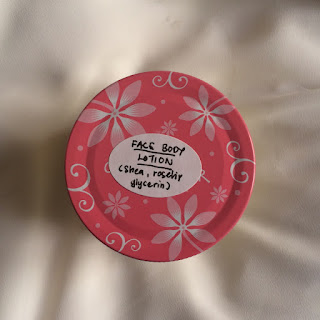 FACE BODY
LOTION
(Shea, rosehip
glycerin)